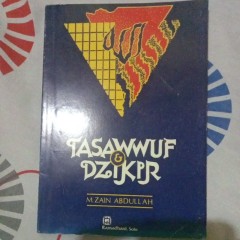 TASAWWUF
&
DZIKIR
M.ZAIN ABDULLAH